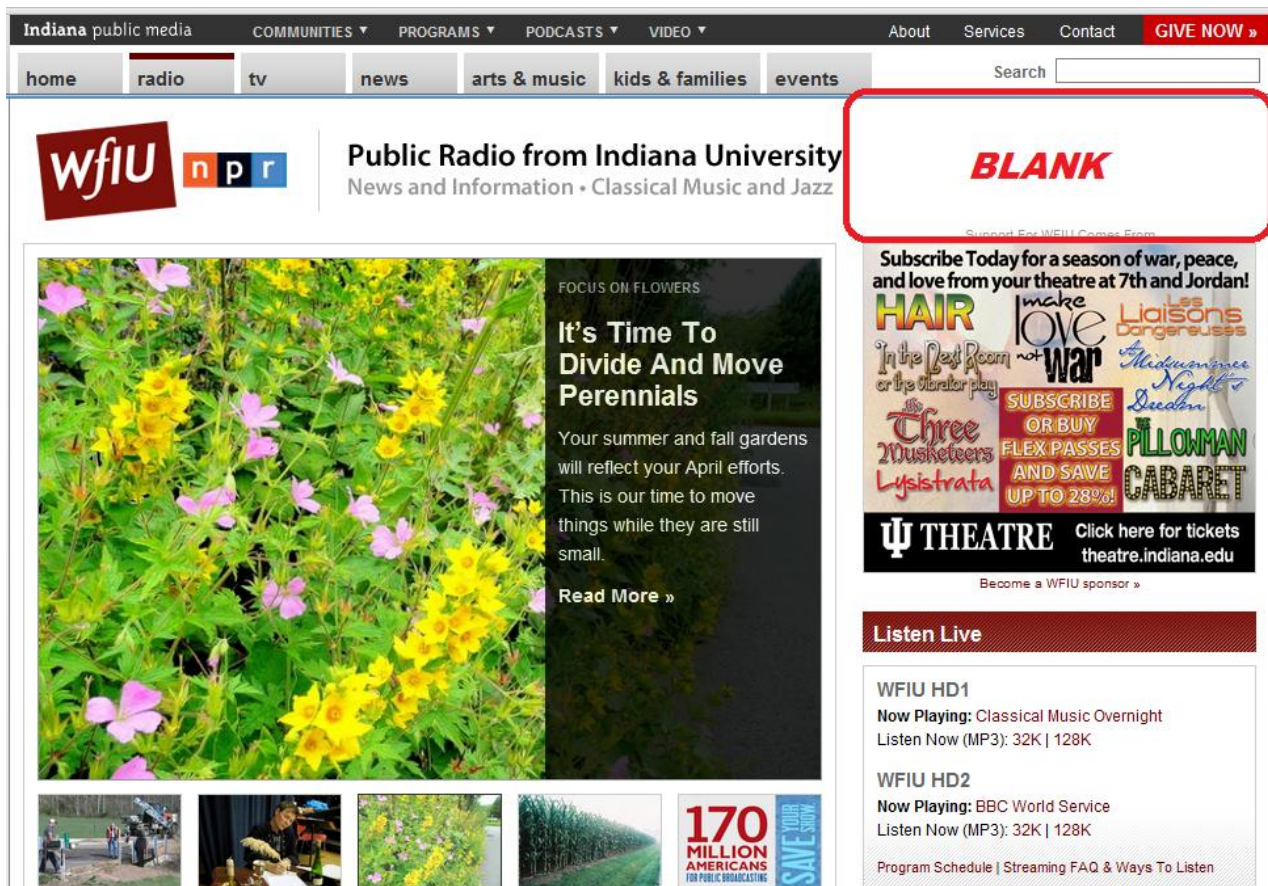 Indiana public media
COMMUNITIES ▼ PROGRAMS ▼ PODCASTS ▼ VIDEO ▼
About Services Contact GIVE NOW »
home radio tv news arts & music kids & families events
Search
WfIU npr
Public Radio from Indiana University
News and Information • Classical Music and Jazz
BLANK
Support For WFIU Comes From
FOCUS ON FLOWERS
It's Time To
Divide And Move
Perennials
Your summer and fall gardens
will reflect your April efforts.
This is our time to move
things while they are still
small.
Read More »
170
MILLION
AMERICANS
FOR PUBLIC BROADCASTING
SAVE YOUR
SHOW.
Subscribe Today for a season of war, peace,
and love from your theatre at 7th and Jordan!
HAIR
make
love
not war
Les
Liaisons
Dangereuses
In the Next Room
or the vibrator play
A
Midsummer
Night's
Dream
the
Three
Musketeers
SUBSCRIBE
OR BUY
FLEX PASSES
AND SAVE
UP TO 28%!
THE
PILLOWMAN
Lysistrata
CABARET
THEATRE
Click here for tickets
theatre.indiana.edu
Become a WFIU sponsor »
Listen Live
WFIU HD1
Now Playing: Classical Music Overnight
Listen Now (MP3): 32K | 128K
WFIU HD2
Now Playing: BBC World Service
Listen Now (MP3): 32K | 128K
Program Schedule | Streaming FAQ & Ways To Listen